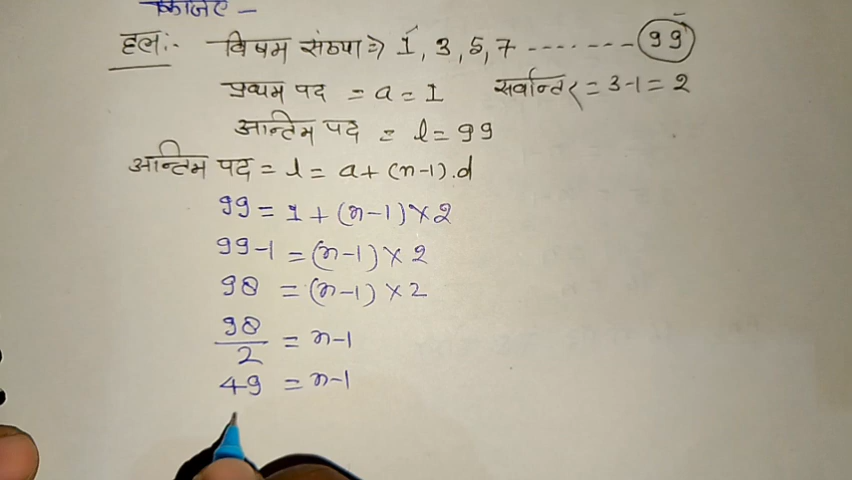 कीजिए -
हल:- विषम संख्या ⇒ 1, 3, 5, 7 ------- 99
प्रथम पद = a = 1 सर्वान्तर = 3-1 = 2
अन्तिम पद = l = 99
अन्तिम पद = l = a + (n-1).d
99 = 1 + (n-1) × 2
99-1 = (n-1) × 2
98 = (n-1) × 2
98/2 = n-1
49 = n-1